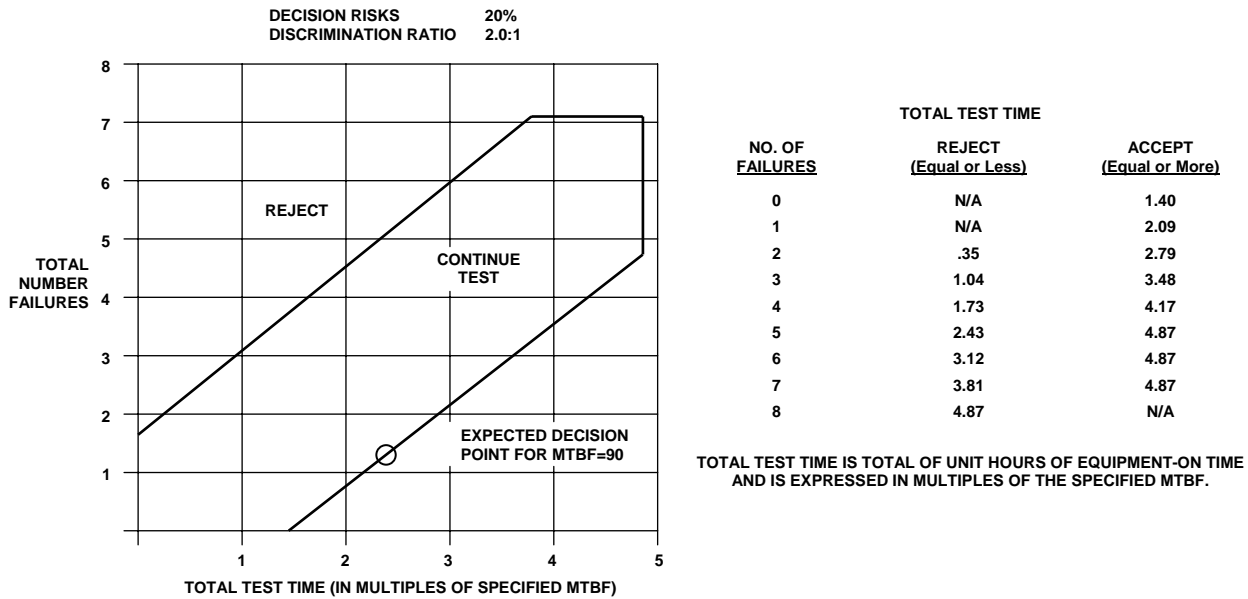 DECISION RISKS 20%
DISCRIMINATION RATIO 2.0:1
8
7
6
5
4
3
2
1
TOTAL
NUMBER
FAILURES
REJECT
CONTINUE
TEST
EXPECTED DECISION
POINT FOR MTBF=90
1 2 3 4 5
TOTAL TEST TIME (IN MULTIPLES OF SPECIFIED MTBF)
TOTAL TEST TIME
NO. OF REJECT ACCEPT
FAILURES (Equal or Less) (Equal or More)
0 N/A 1.40
1 N/A 2.09
2 .35 2.79
3 1.04 3.48
4 1.73 4.17
5 2.43 4.87
6 3.12 4.87
7 3.81 4.87
8 4.87 N/A
TOTAL TEST TIME IS TOTAL OF UNIT HOURS OF EQUIPMENT-ON TIME
AND IS EXPRESSED IN MULTIPLES OF THE SPECIFIED MTBF.